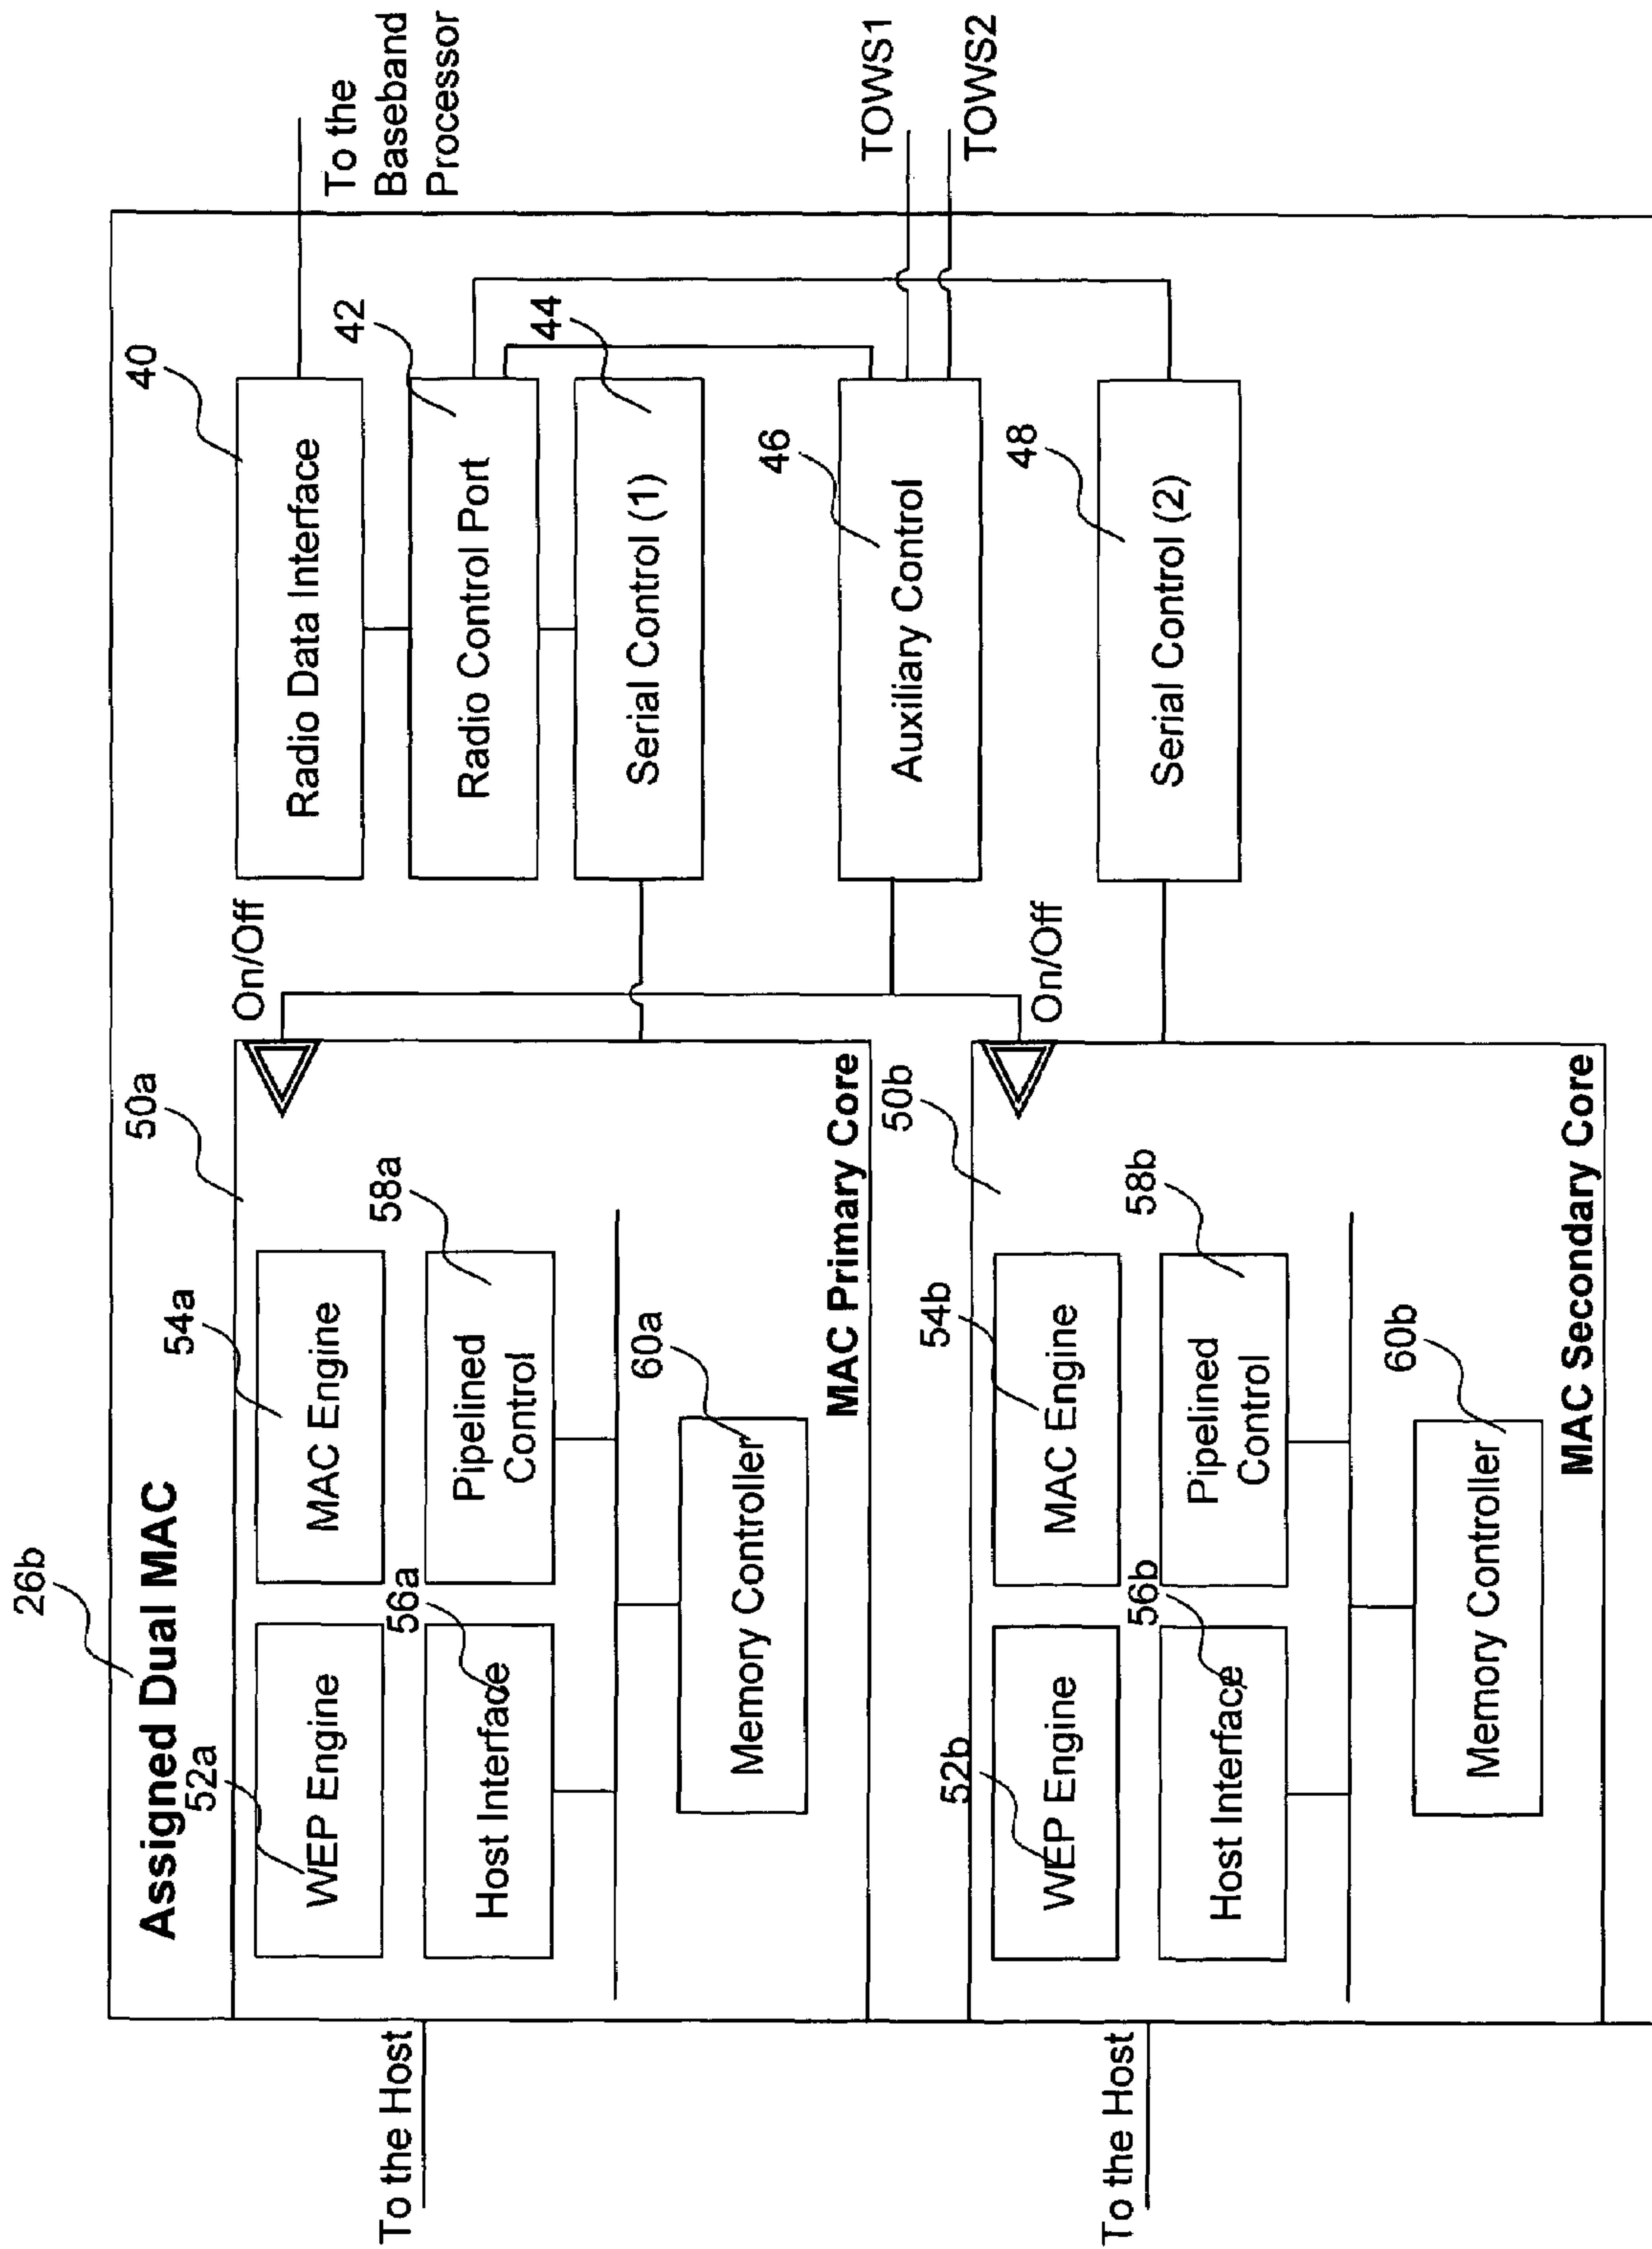 26b
Assigned Dual MAC
50a
52a
WEP Engine
54a
MAC Engine
56a
Host Interface
58a
Pipelined
Control
60a
Memory Controller
MAC Primary Core
To the Host
On/Off
40
Radio Data Interface
To the
Baseband
Processor
42
Radio Control Port
44
Serial Control (1)
46
Auxiliary Control
TOWS1
TOWS2
48
Serial Control (2)
On/Off
50b
52b
WEP Engine
54b
MAC Engine
56b
Host Interface
58b
Pipelined
Control
60b
Memory Controller
MAC Secondary Core
To the Host